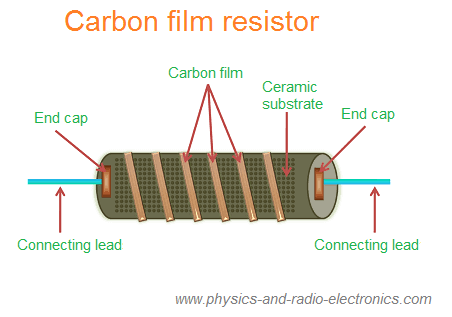 Carbon film resistor
Carbon film
Ceramic
substrate
End cap
End cap
Connecting lead
Connecting lead
www.physics-and-radio-electronics.com